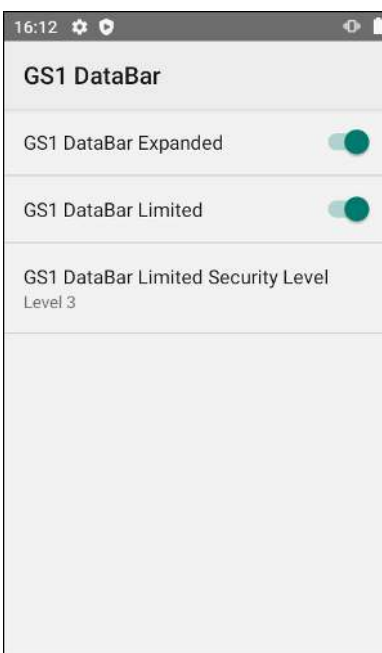 16:12
GS1 DataBar
GS1 DataBar Expanded
GS1 DataBar Limited
GS1 DataBar Limited Security Level
Level 3